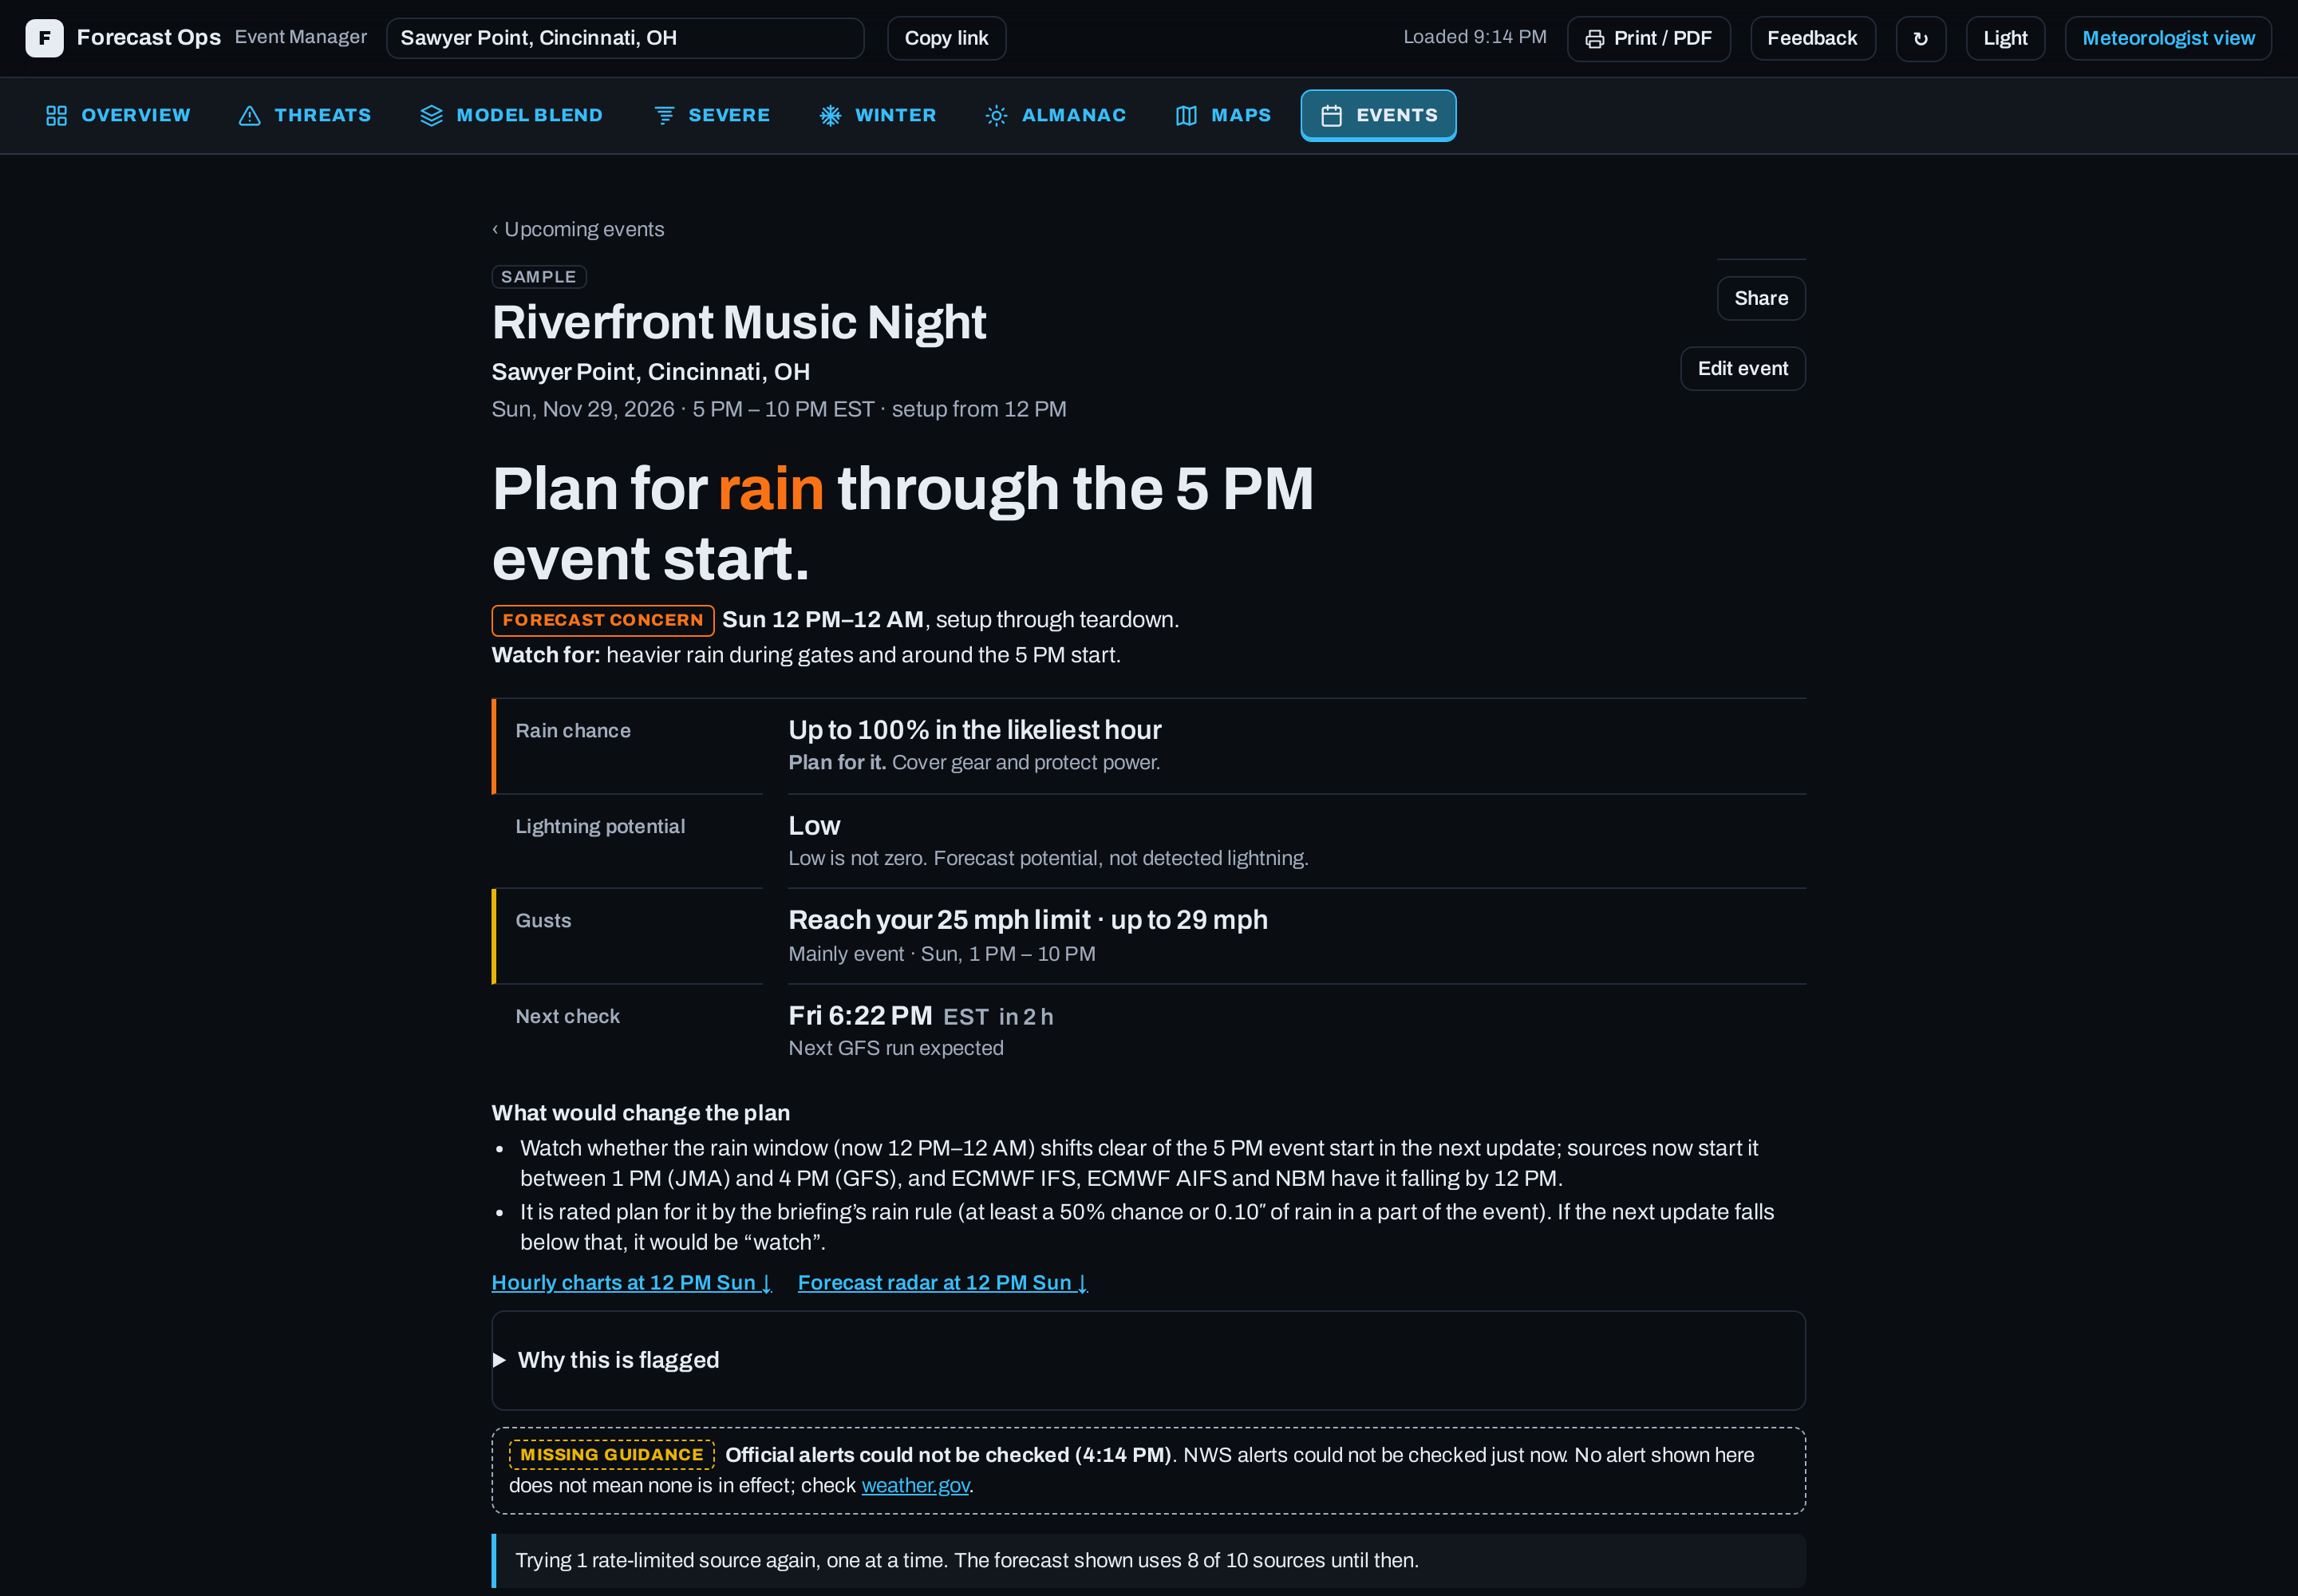 F Forecast Ops Event Manager Sawyer Point, Cincinnati, OH Copy link Loaded 9:14 PM Print / PDF Feedback ↻ Light Meteorologist view
OVERVIEW THREATS MODEL BLEND SEVERE WINTER ALMANAC MAPS EVENTS
‹ Upcoming events
SAMPLE
Share
Riverfront Music Night
Sawyer Point, Cincinnati, OH
Edit event
Sun, Nov 29, 2026 · 5 PM – 10 PM EST · setup from 12 PM
Plan for rain through the 5 PM
event start.
FORECAST CONCERN Sun 12 PM–12 AM, setup through teardown.
Watch for: heavier rain during gates and around the 5 PM start.
Rain chance Up to 100% in the likeliest hour
Plan for it. Cover gear and protect power.
Lightning potential Low
Low is not zero. Forecast potential, not detected lightning.
Gusts Reach your 25 mph limit · up to 29 mph
Mainly event · Sun, 1 PM – 10 PM
Next check Fri 6:22 PM EST in 2 h
Next GFS run expected
What would change the plan
• Watch whether the rain window (now 12 PM–12 AM) shifts clear of the 5 PM event start in the next update; sources now start it
between 1 PM (JMA) and 4 PM (GFS), and ECMWF IFS, ECMWF AIFS and NBM have it falling by 12 PM.
• It is rated plan for it by the briefing’s rain rule (at least a 50% chance or 0.10″ of rain in a part of the event). If the next update falls
below that, it would be “watch”.
Hourly charts at 12 PM Sun ↓ Forecast radar at 12 PM Sun ↓
▶ Why this is flagged
MISSING GUIDANCE Official alerts could not be checked (4:14 PM). NWS alerts could not be checked just now. No alert shown here
does not mean none is in effect; check weather.gov.
Trying 1 rate-limited source again, one at a time. The forecast shown uses 8 of 10 sources until then.